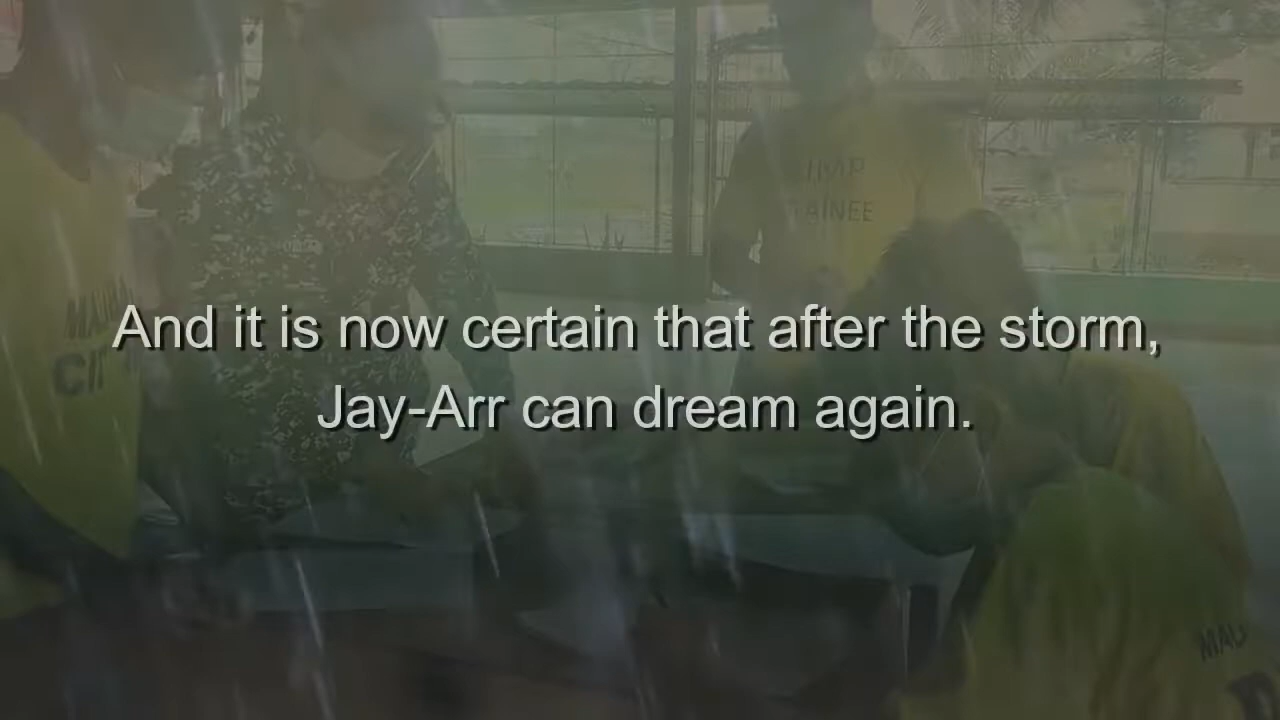 And it is now certain that after the storm,
Jay-Arr can dream again.